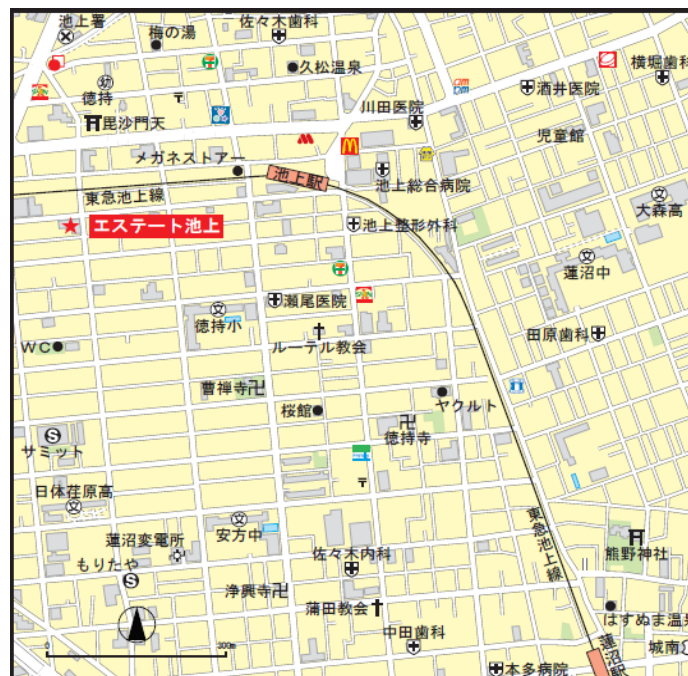 池上署
梅の湯
佐々木歯科
久松温泉
横堀歯科
幼
徳持
川田医院
酒井医院
毘沙門天
児童館
メガネストアー
池上駅
池上総合病院
東急池上線
文
大森高
エステート池上
池上整形外科
文
蓮沼中
瀬尾医院
文
徳持小
田原歯科
WC
ルーテル教会
曹禅寺
桜館
ヤクルト
徳持寺
S
サミット
日体荏原高
文
東急池上線
蓮沼変電所
文
安方中
熊野神社
もりたや
S
佐々木内科
浄興寺
蒲田教会
はすぬま温泉
中田歯科
城南
蓮沼駅
0
300m
本多病院